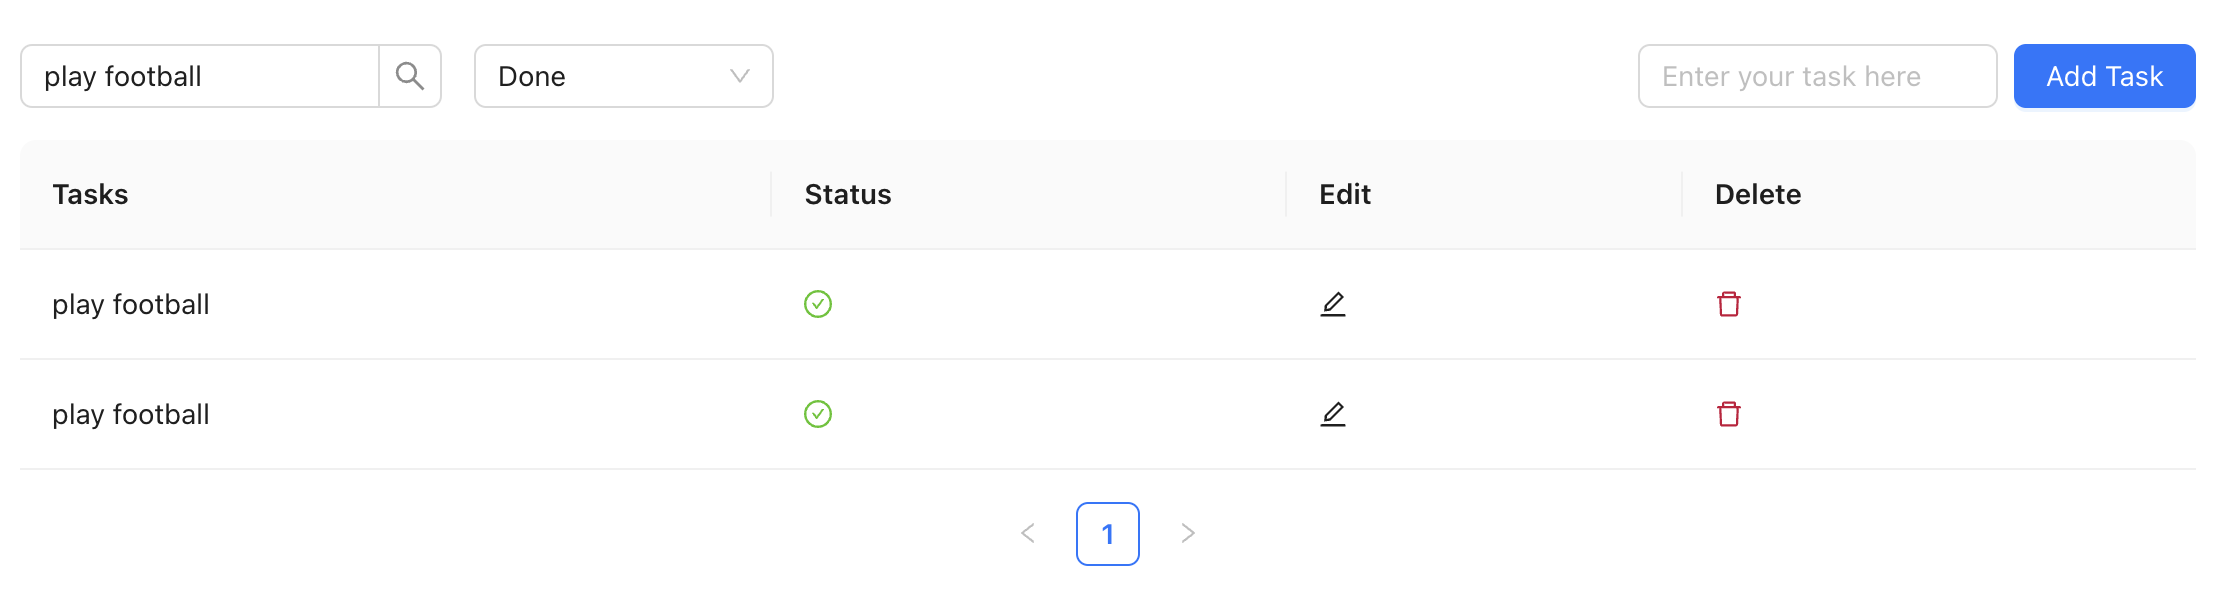 play football
Done
Enter your task here
Add Task
Tasks Status Edit Delete
play football
play football
1